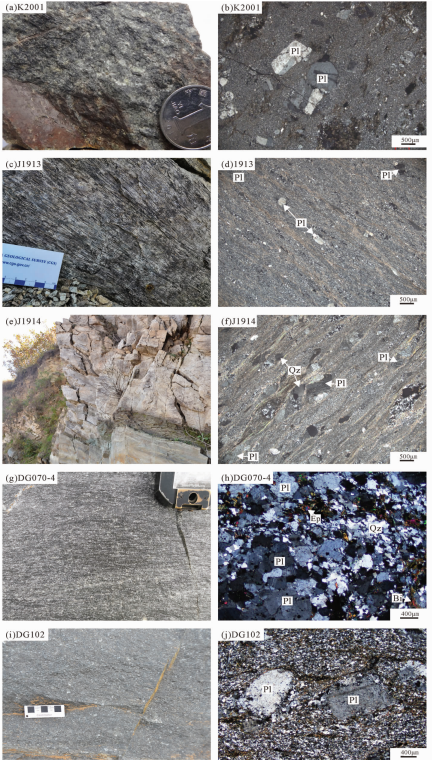 (a)K2001
(b)K2001
Pl
Pl
500μm
(c)J1913
GEOLOGICAL SURVEY
(d)1913
Pl
Pl
Pl
500μm
(e)J1914
(f)J1914
Qz
Pl
Pl
Pl
500μm
(g)DG070-4
(h)DG070-4
Pl
Ep
Qz
Pl
Pl
Bi
400μm
(i)DG102
(j)DG102
Pl
Pl
400μm